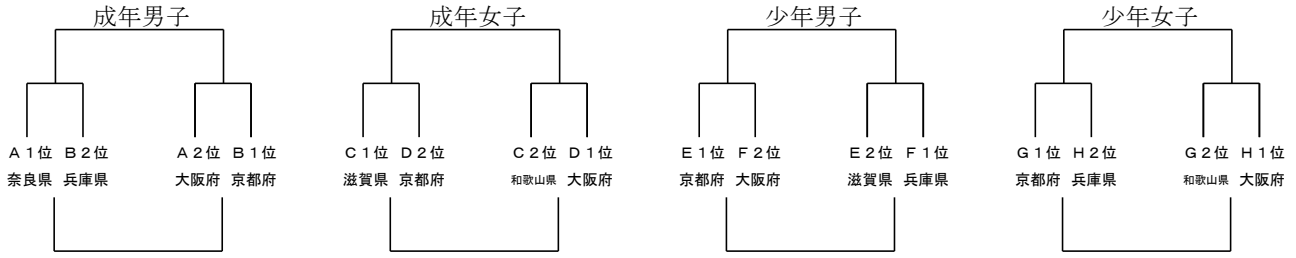 成年男子 成年女子 少年男子 少年女子
A1位 B2位 A2位 B1位 C1位 D2位 C2位 D1位 E1位 F2位 E2位 F1位 G1位 H2位 G2位 H1位
奈良県 兵庫県 大阪府 京都府 滋賀県 京都府 和歌山県 大阪府 京都府 大阪府 滋賀県 兵庫県 京都府 兵庫県 和歌山県 大阪府